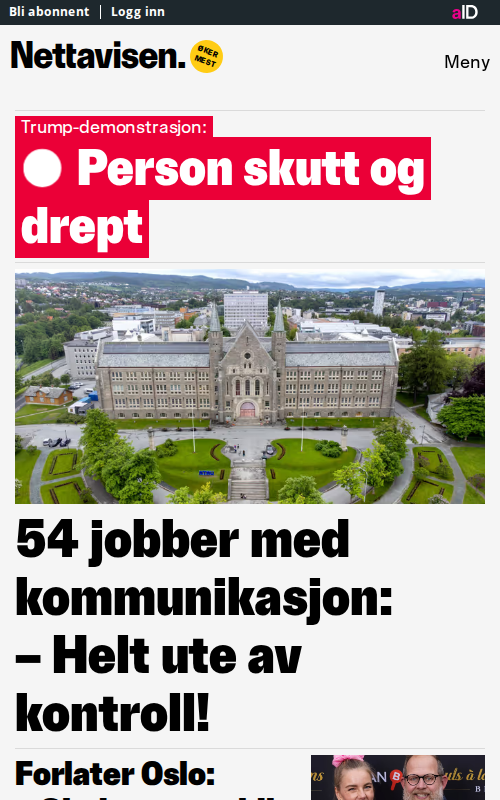 Bli abonnent | Logg inn
aID
Nettavisen.
ØKER
MEST
Meny
Trump-demonstrasjon:
Person skutt og
drept
54 jobber med
kommunikasjon:
– Helt ute av
kontroll!
Forlater Oslo: